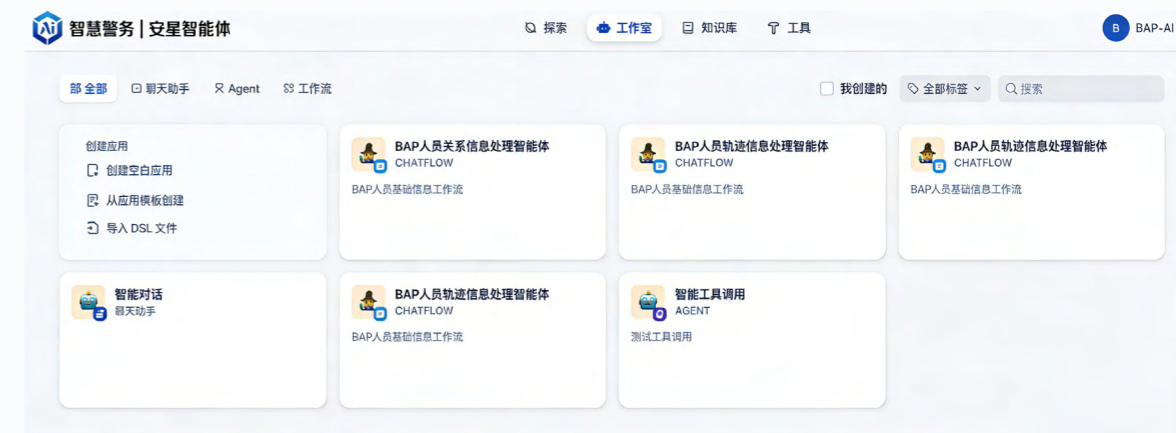 智慧警务 | 安星智能体
探索 工作室 知识库 工具
B BAP-AI
部 全部 聊天助手 Agent 工作流
我创建的 全部标签 搜索
创建应用
创建空白应用
从应用模板创建
导入 DSL 文件
BAP人员关系信息处理智能体
CHATFLOW
BAP人员基础信息工作流
BAP人员轨迹信息处理智能体
CHATFLOW
BAP人员基础信息工作流
BAP人员轨迹信息处理智能体
CHATFLOW
BAP人员基础信息工作流
智能对话
聊天助手
BAP人员轨迹信息处理智能体
CHATFLOW
BAP人员基础信息工作流
智能工具调用
AGENT
测试工具调用